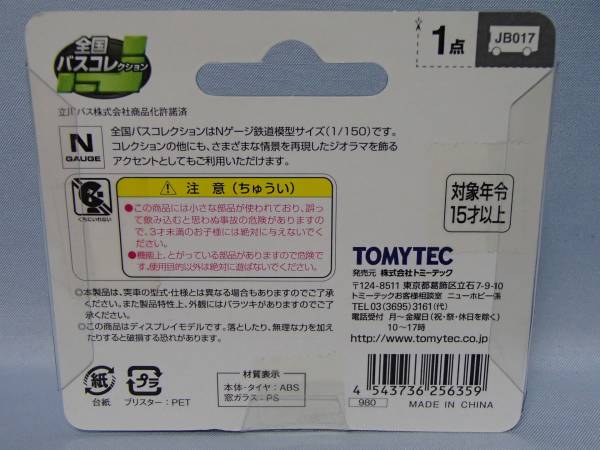 全国
バスコレクション
1点
JB017
立川バス株式会社商品化許諾済
N
GAUGE
全国バスコレクションはNゲージ鉄道模型サイズ(1/150)です。
コレクションの他にも、さまざまな情景を再現したジオラマを飾る
アクセントとしてもご利用いただけます。
くちにいれない
注 意 (ちゅうい)
●この商品には小さな部品が使われており、誤っ
て飲み込むと思わぬ事故の危険がありますの
で、3才未満のお子様には絶対に与えないでく
ださい。
●機能上、とがっている部品がありますので危険で
す。使用目的以外は絶対に遊ばないでください。
対象年令
15才以上
◎本製品は、実車の型式・仕様とは異なる場合もありますのでご了承
ください。また製品特性上、外観にはバラツキがありますのでご了
承ください。
◎この商品はディスプレイモデルです。落としたり、無理な力を加え
たりすると破損する恐れがあります。
TOMYTEC
発売元 株式会社トミーテック
〒124-8511 東京都葛飾区立石7-9-10
トミーテックお客様相談室 ニューホビー係
TEL 03(3695)3161(代)
電話受付 月〜金曜日(祝・祭・休日を除く)
10〜17時
http://www.tomytec.co.jp
紙
台紙
プラ
ブリスター:PET
材質表示
本体・タイヤ:ABS
窓ガラス:PS
4 543736 256359
980
MADE IN CHINA